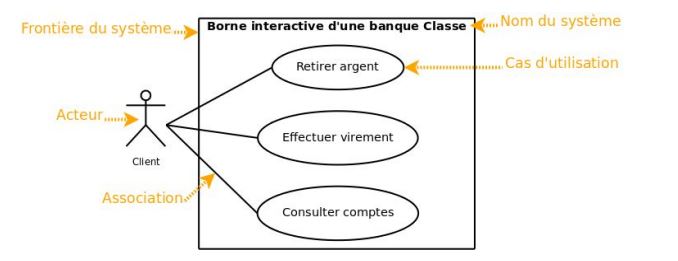 Frontière du système
Borne interactive d'une banque Classe
Nom du système
Retirer argent
Cas d'utilisation
Acteur
Effectuer virement
Client
Association
Consulter comptes